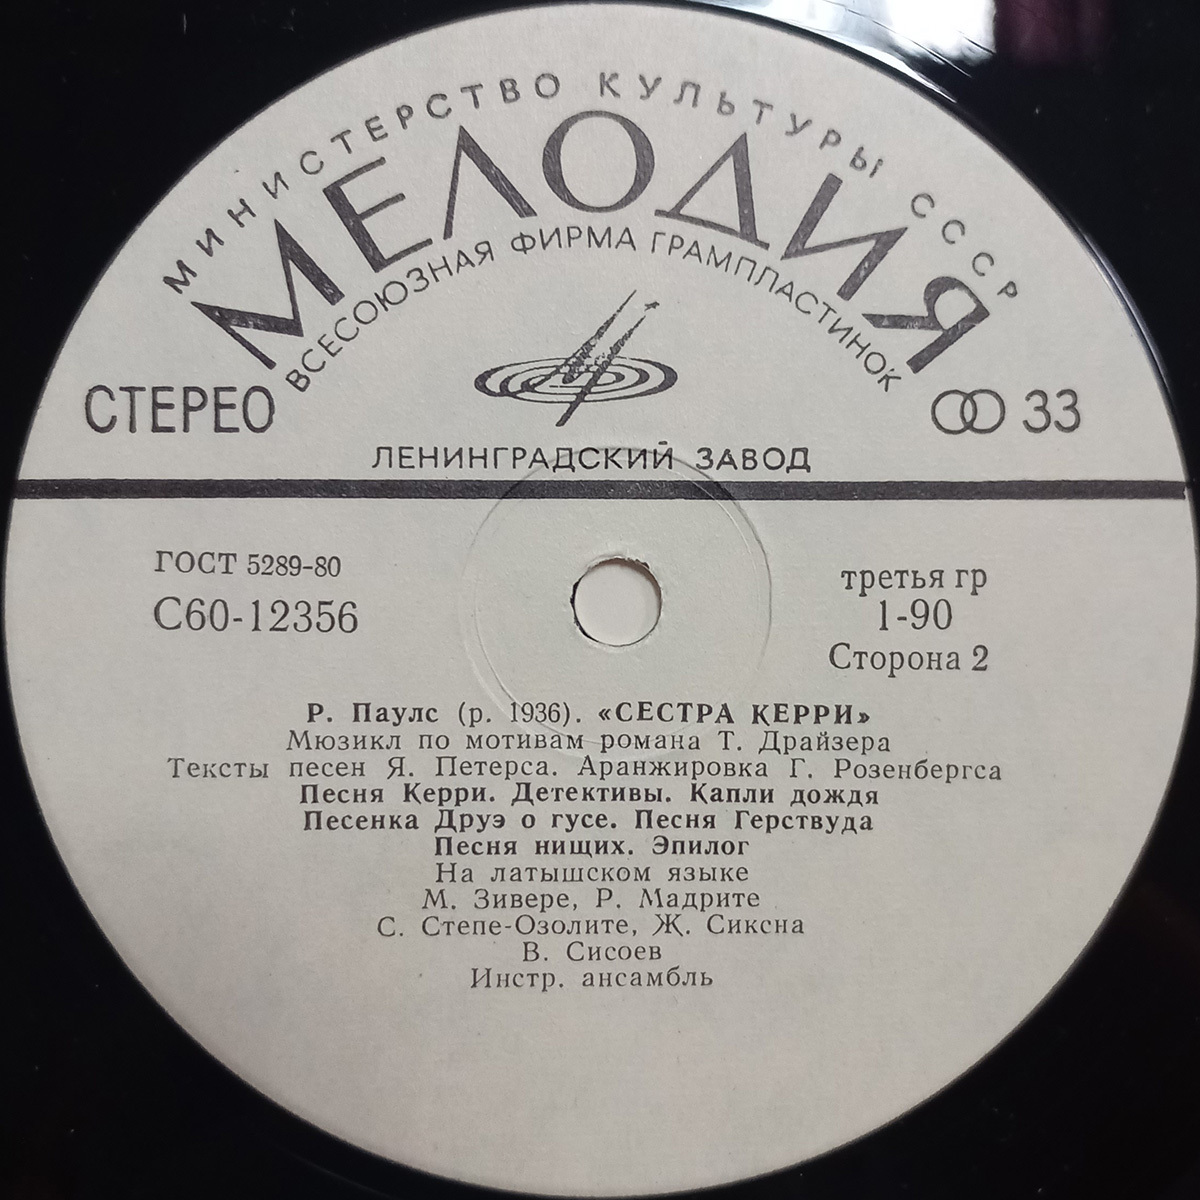 МИНИСТЕРСТВО КУЛЬТУРЫ СССР
МЕЛОДИЯ
ВСЕСОЮЗНАЯ ФИРМА ГРАМПЛАСТИНОК
СТЕРЕО
33
ЛЕНИНГРАДСКИЙ ЗАВОД
ГОСТ 5289-80
С60-12356
третья гр
1-90
Сторона 2
Р. Паулс (р. 1936). «СЕСТРА КЕРРИ»
Мюзикл по мотивам романа Т. Драйзера
Тексты песен Я. Петерса. Аранжировка Г. Розенбергса
Песня Керри. Детективы. Капли дождя
Песенка Друэ о гусе. Песня Герствуда
Песня нищих. Эпилог
На латышском языке
М. Зивере, Р. Мадрите
С. Степе-Озолите, Ж. Сиксна
В. Сисоев
Инстр. ансамбль